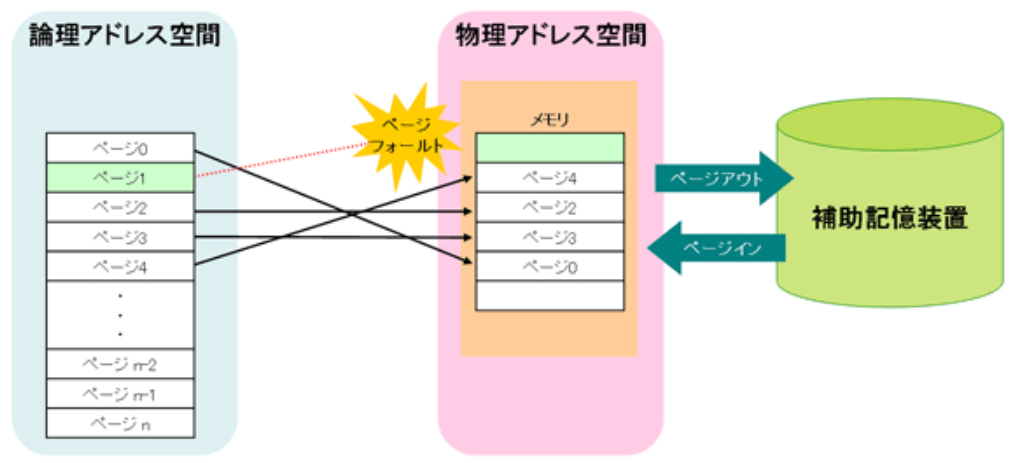 論理アドレス空間
ページ0
ページ1
ページ2
ページ3
ページ4
・
・
・
ページ n-2
ページ n-1
ページ n
ページ
フォールト
物理アドレス空間
メモリ
ページ4
ページ2
ページ3
ページ0
ページアウト
ページイン
補助記憶装置